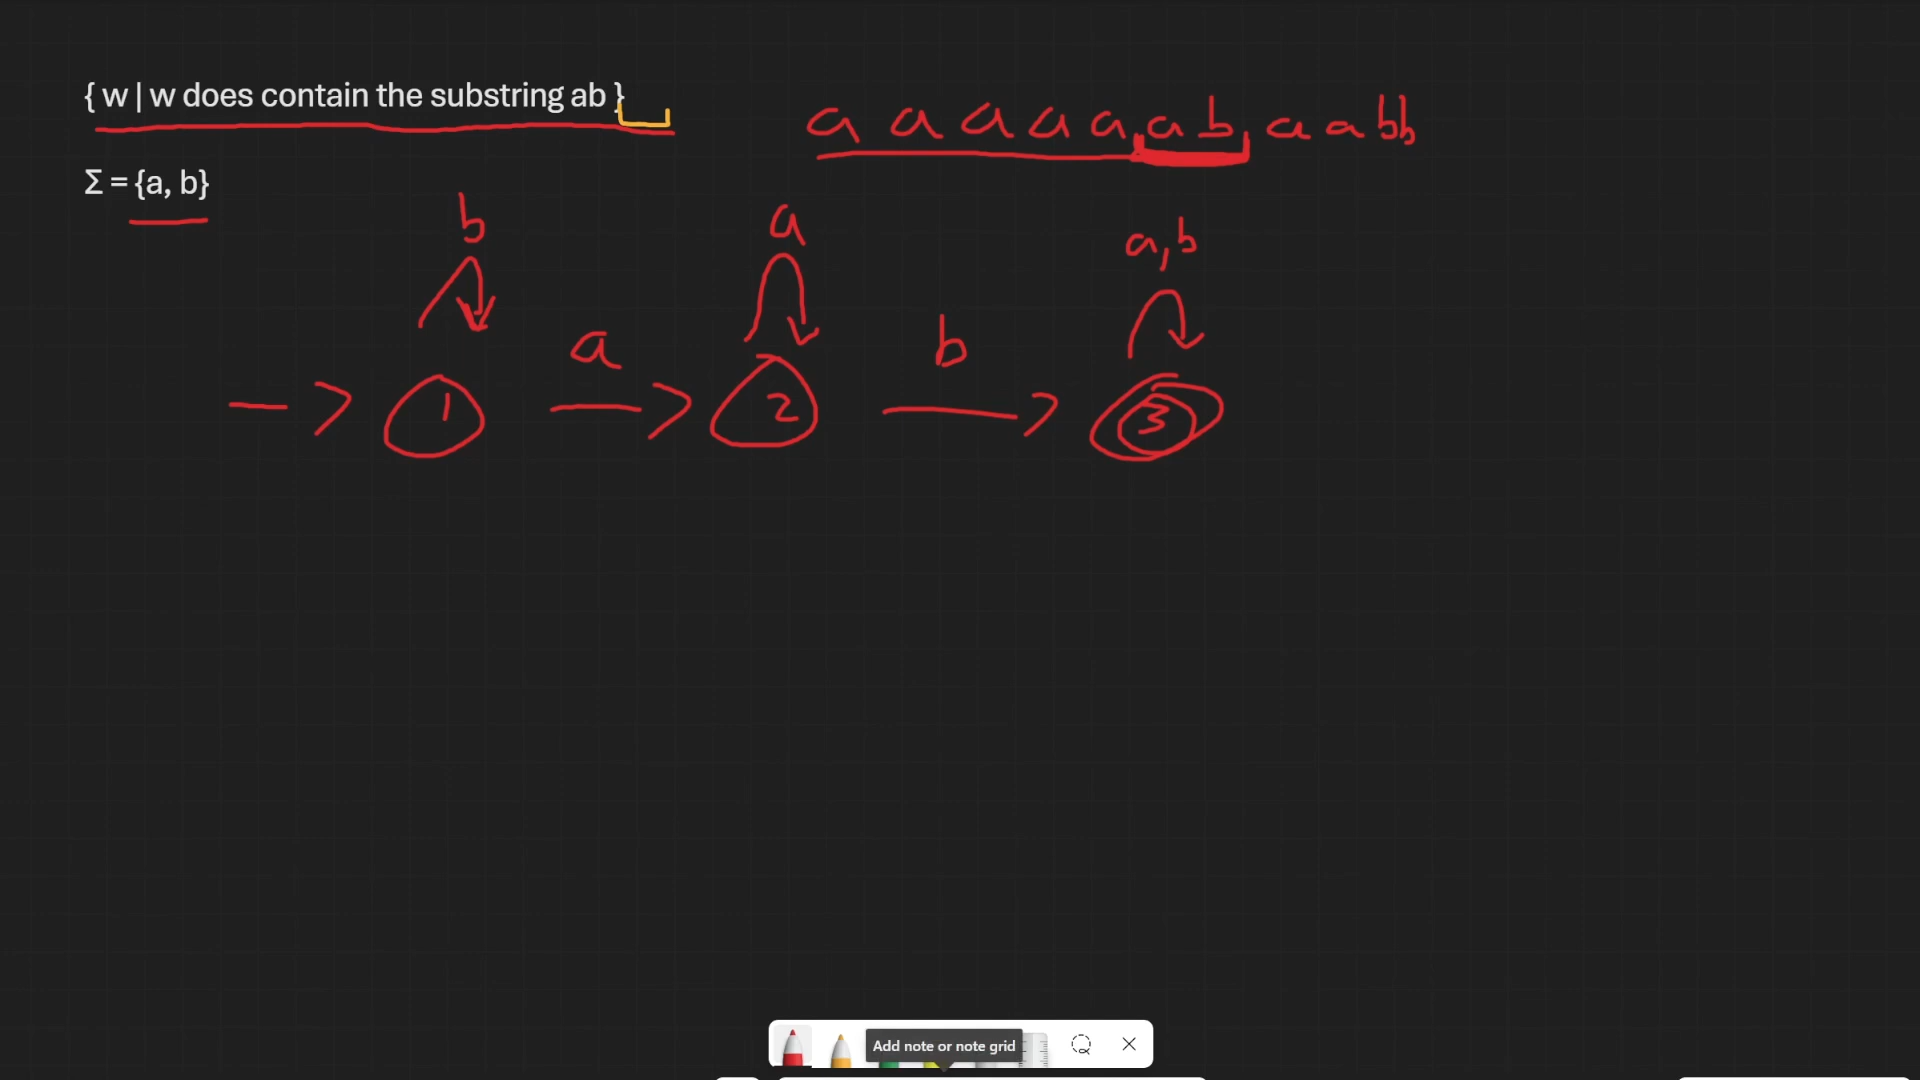 { w | w does contain the substring ab }
a a a a a, a b, a a b b
Σ = {a, b}
b a a,b
a b
1 2 3
Add note or note grid